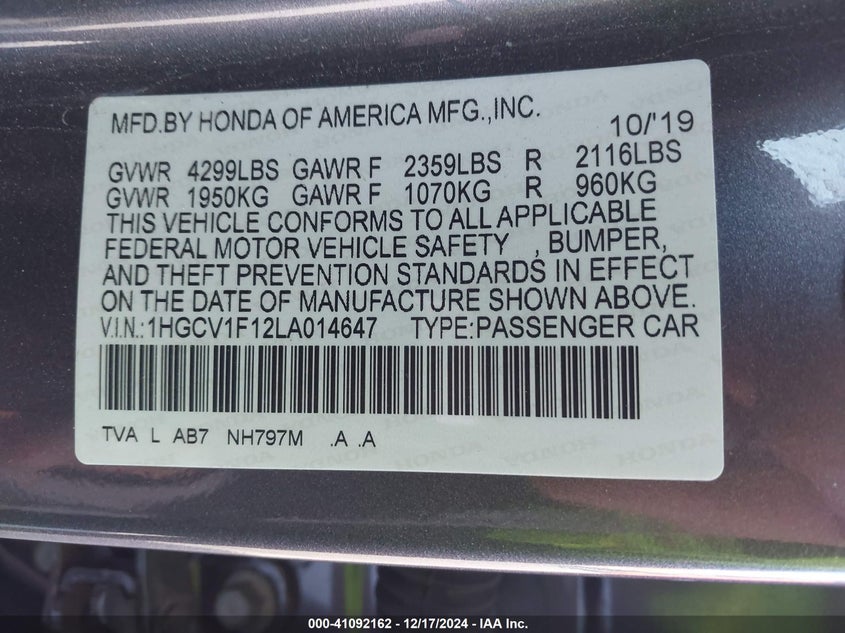 MFD.BY HONDA OF AMERICA MFG.,INC.
10/'19
GVWR 4299LBS GAWR F 2359LBS R 2116LBS
GVWR 1950KG GAWR F 1070KG R 960KG
THIS VEHICLE CONFORMS TO ALL APPLICABLE
FEDERAL MOTOR VEHICLE SAFETY , BUMPER,
AND THEFT PREVENTION STANDARDS IN EFFECT
ON THE DATE OF MANUFACTURE SHOWN ABOVE.
V.I.N.:1HGCV1F12LA014647 TYPE:PASSENGER CAR
TVA L AB7 NH797M .A .A
000-41092162 - 12/17/2024 - IAA Inc.